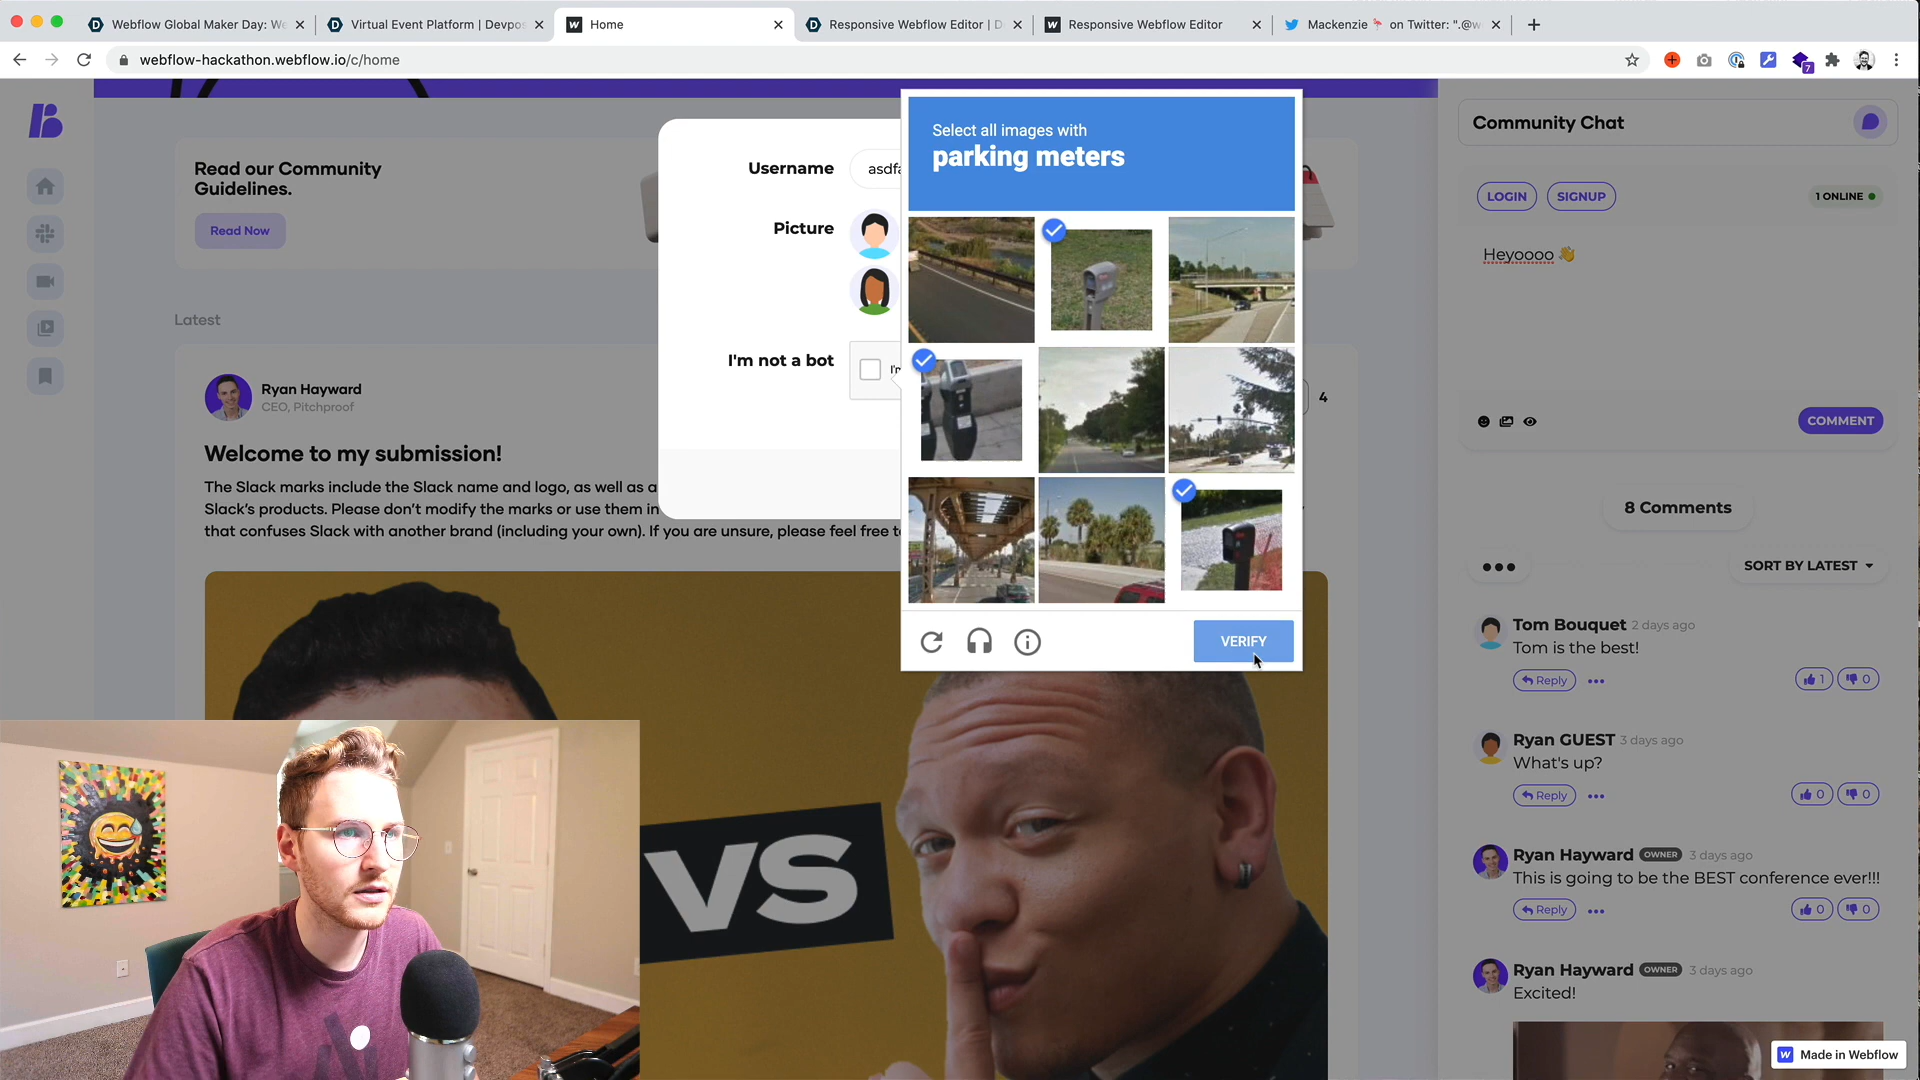 Webflow Global Maker Day: We
Virtual Event Platform | Devpos
Home
Responsive Webflow Editor | D
Responsive Webflow Editor
Mackenzie 🦩 on Twitter: ".@w
webflow-hackathon.webflow.io/c/home
7
Read our Community
Guidelines.
Read Now
Latest
Ryan Hayward
CEO, Pitchproof
4
Welcome to my submission!
The Slack marks include the Slack name and logo, as well as a
Slack's products. Please don't modify the marks or use them in
that confuses Slack with another brand (including your own). If you are unsure, please feel free to
VS
Username
asdfa
Picture
I'm not a bot
I'm
Select all images with
parking meters
VERIFY
Community Chat
LOGIN
SIGNUP
1 ONLINE
Heyoooo 👋
COMMENT
8 Comments
SORT BY LATEST
Tom Bouquet 2 days ago
Tom is the best!
Reply
1
0
Ryan GUEST 3 days ago
What's up?
Reply
0
0
Ryan Hayward OWNER 3 days ago
This is going to be the BEST conference ever!!!
Reply
0
0
Ryan Hayward OWNER 3 days ago
Excited!
Made in Webflow